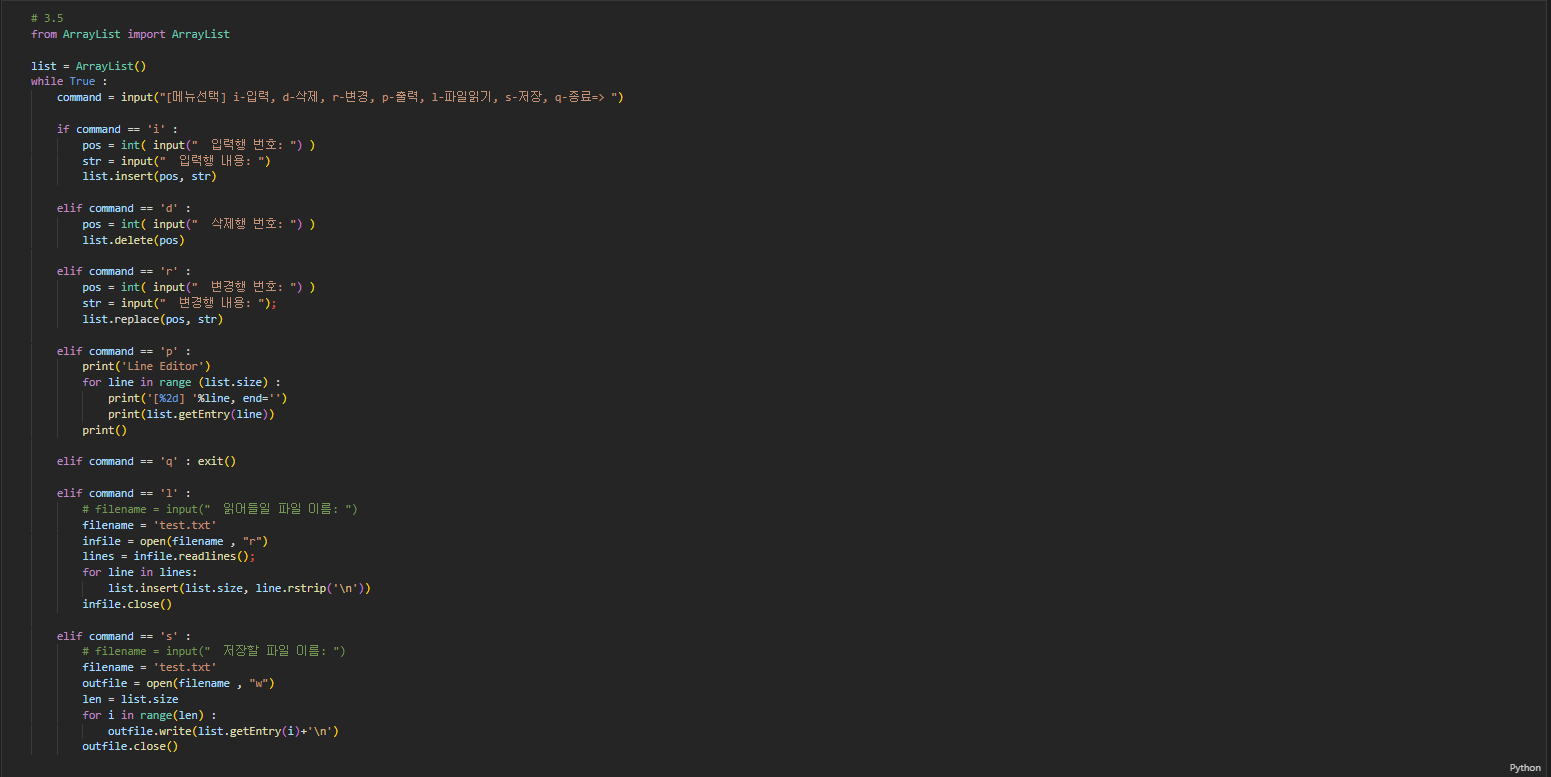 # 3.5
from ArrayList import ArrayList
list = ArrayList()
while True :
command = input("[메뉴선택] i-입력, d-삭제, r-변경, p-출력, l-파일읽기, s-저장, q-종료=> ")
if command == 'i' :
pos = int( input("  입력행 번호: ") )
str = input("  입력행 내용: ")
list.insert(pos, str)
elif command == 'd' :
pos = int( input("  삭제행 번호: ") )
list.delete(pos)
elif command == 'r' :
pos = int( input("  변경행 번호: ") )
str = input("  변경행 내용: ");
list.replace(pos, str)
elif command == 'p' :
print('Line Editor')
for line in range (list.size) :
print('[%2d] '%line, end='')
print(list.getEntry(line))
print()
elif command == 'q' : exit()
elif command == 'l' :
# filename = input("  읽어들일 파일 이름: ")
filename = 'test.txt'
infile = open(filename , "r")
lines = infile.readlines();
for line in lines:
list.insert(list.size, line.rstrip('\n'))
infile.close()
elif command == 's' :
# filename = input("  저장할 파일 이름: ")
filename = 'test.txt'
outfile = open(filename , "w")
len = list.size
for i in range(len) :
outfile.write(list.getEntry(i)+'\n')
outfile.close()
Python